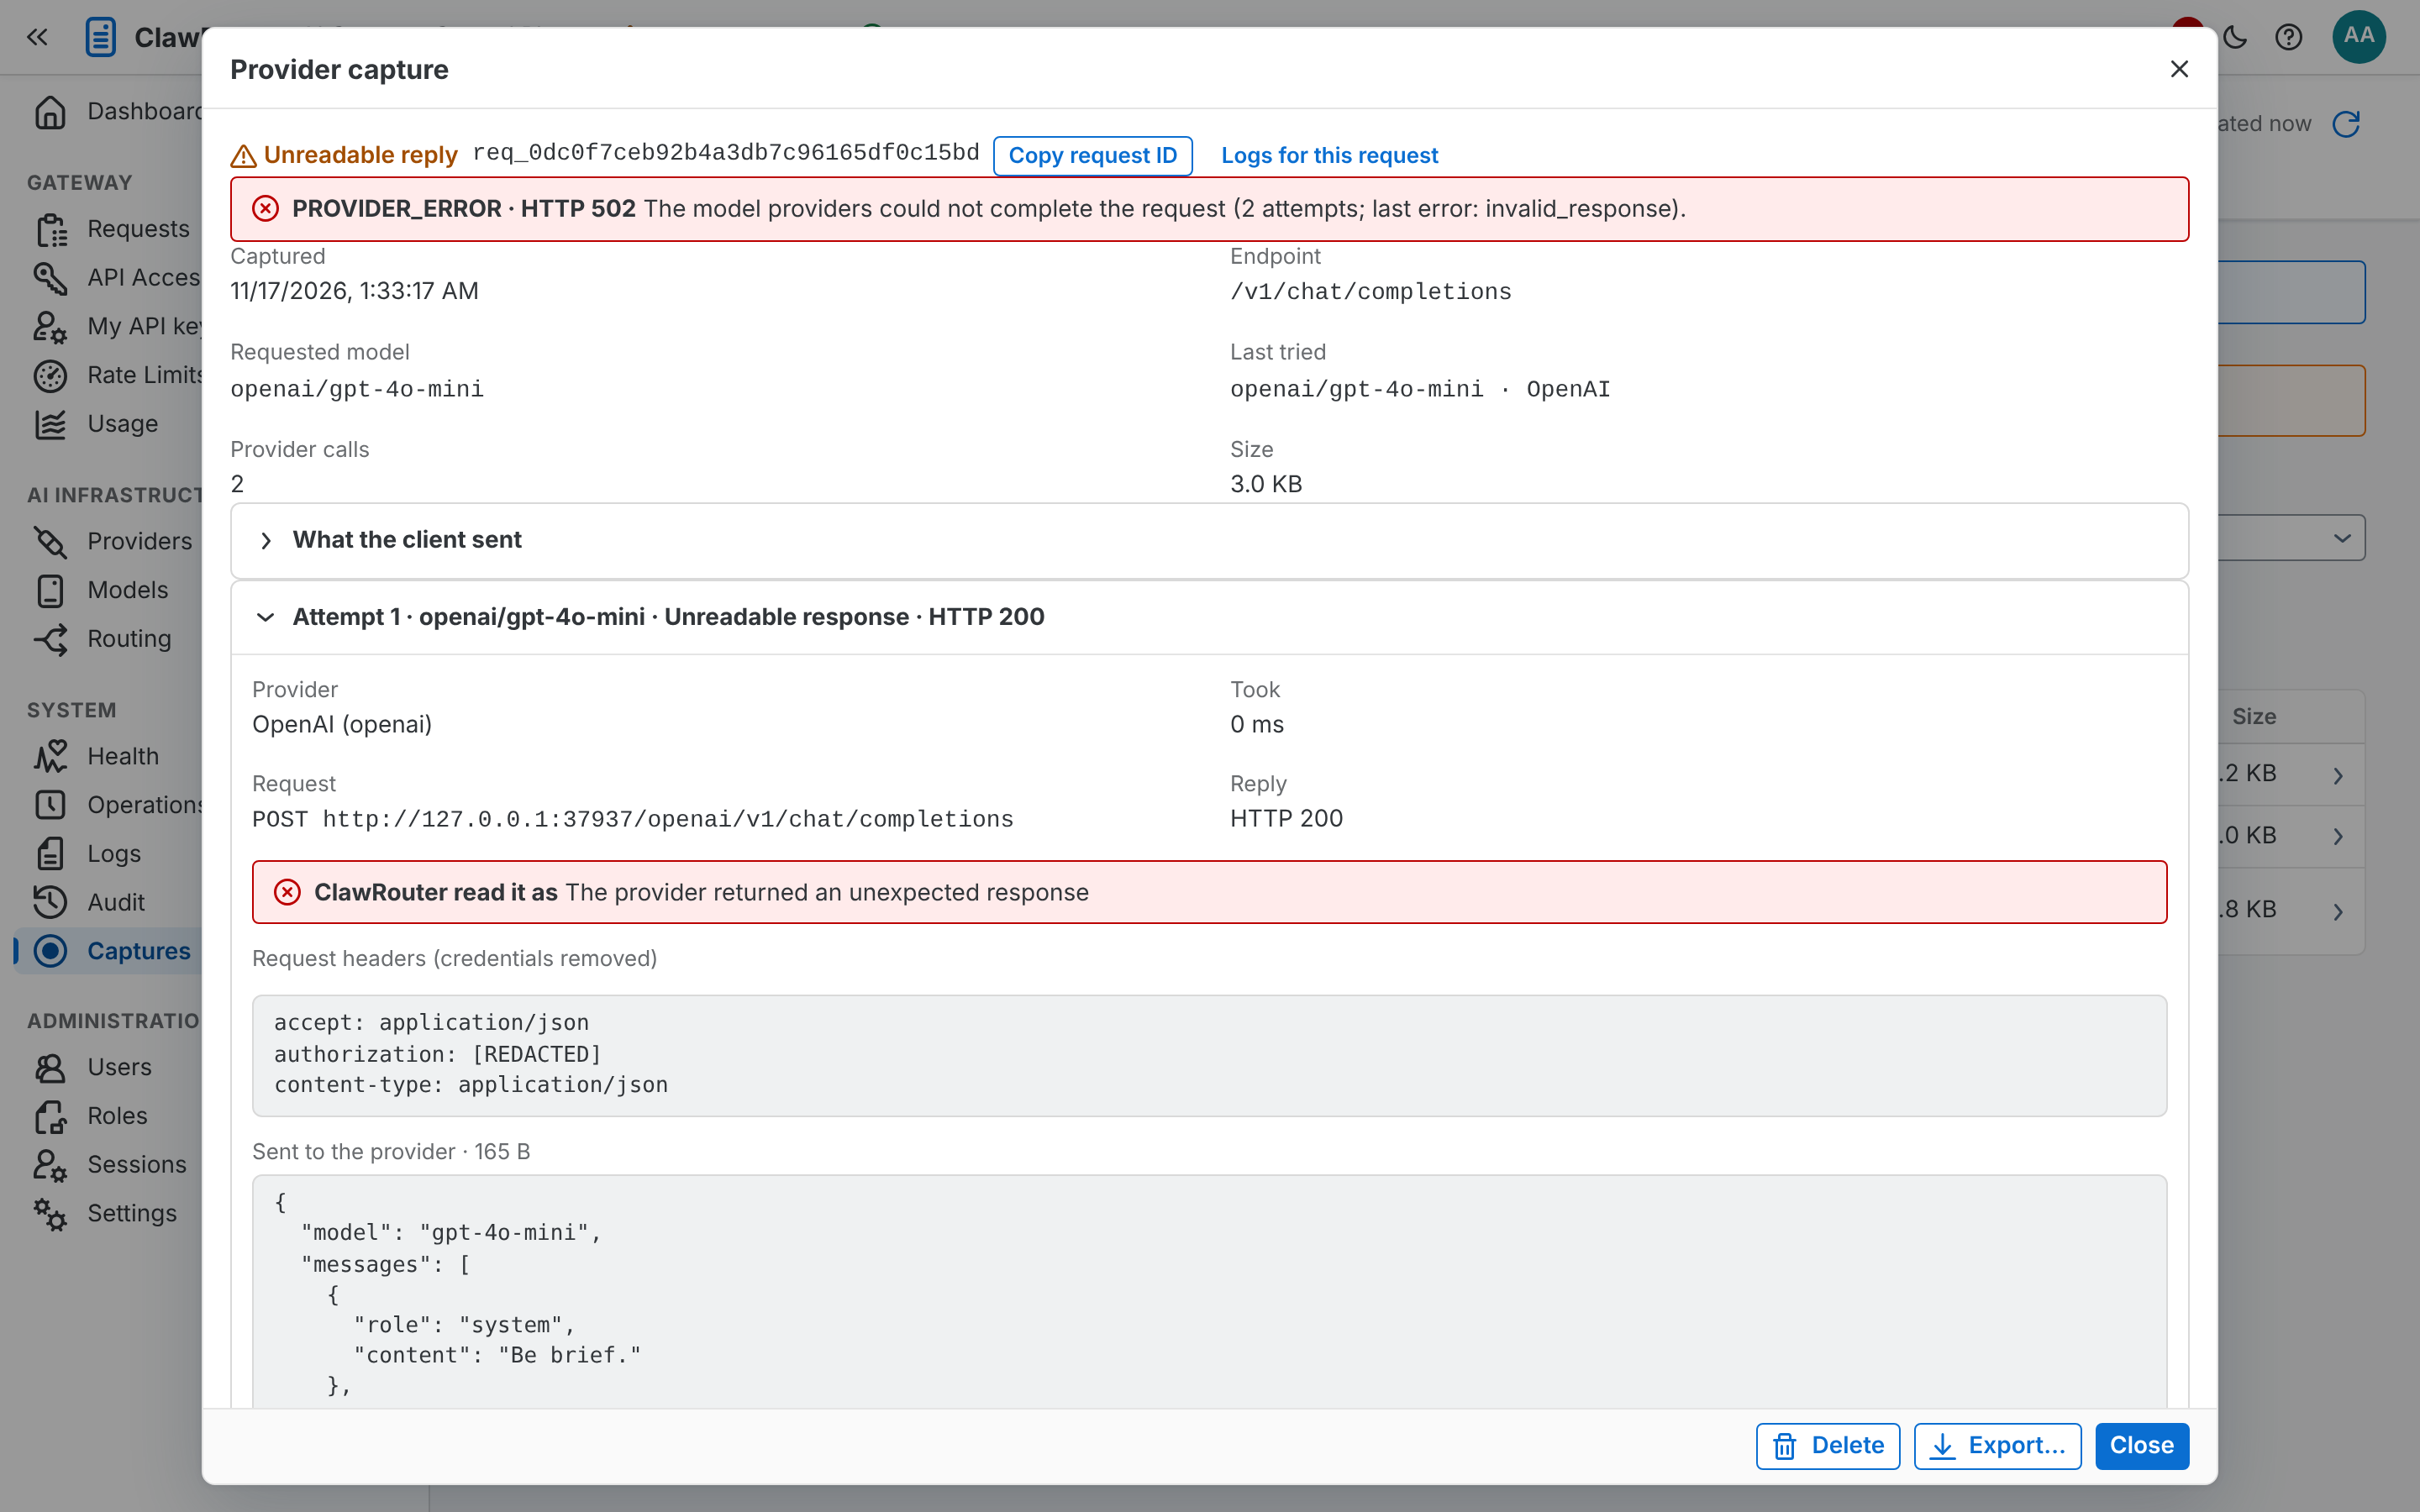 Provider capture
Unreadable reply req_0dc0f7ceb92b4a3db7c96165df0c15bd Copy request ID Logs for this request
PROVIDER_ERROR · HTTP 502 The model providers could not complete the request (2 attempts; last error: invalid_response).
Captured
11/17/2026, 1:33:17 AM
Endpoint
/v1/chat/completions
Requested model
openai/gpt-4o-mini
Last tried
openai/gpt-4o-mini · OpenAI
Provider calls
2
Size
3.0 KB
What the client sent
Attempt 1 · openai/gpt-4o-mini · Unreadable response · HTTP 200
Provider
OpenAI (openai)
Took
0 ms
Request
POST http://127.0.0.1:37937/openai/v1/chat/completions
Reply
HTTP 200
ClawRouter read it as The provider returned an unexpected response
Request headers (credentials removed)
accept: application/json
authorization: [REDACTED]
content-type: application/json
Sent to the provider · 165 B
{
"model": "gpt-4o-mini",
"messages": [
{
"role": "system",
"content": "Be brief."
},
Delete
Export...
Close
AA
ated now
Dashboard
GATEWAY
Requests
API Acces
My API key
Rate Limits
Usage
AI INFRASTRUCT
Providers
Models
Routing
SYSTEM
Health
Operations
Logs
Audit
Captures
ADMINISTRATIO
Users
Roles
Sessions
Settings
Size
.2 KB
.0 KB
.8 KB